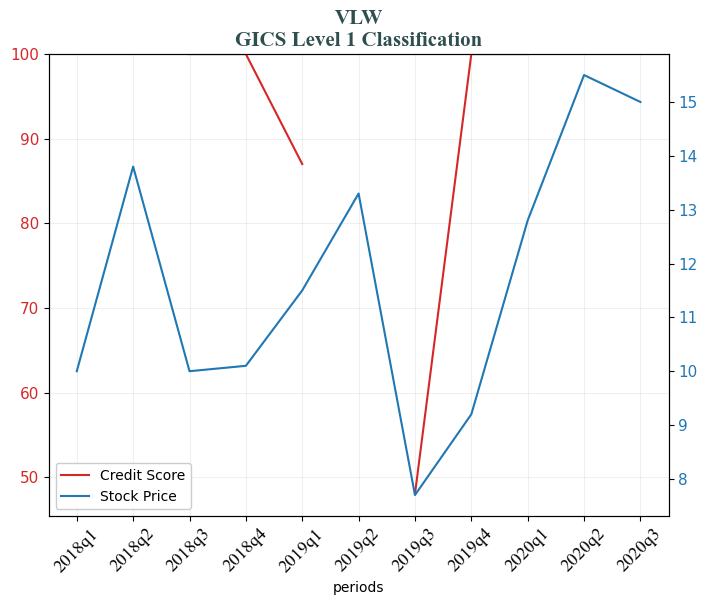 VLW
GICS Level 1 Classification
100
90
80
70
60
50
15
14
13
12
11
10
9
8
Credit Score
Stock Price
2018q1
2018q2
2018q3
2018q4
2019q1
2019q2
2019q3
2019q4
2020q1
2020q2
2020q3
periods